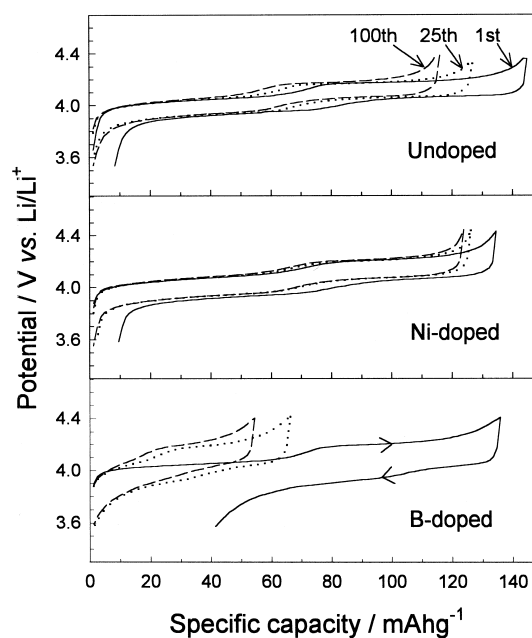 100th 25th 1st
4.4
4.0
3.6
Undoped
4.4
4.0
3.6
Ni-doped
4.4
4.0
3.6
B-doped
0 20 40 60 80 100 120 140
Potential / V vs. Li/Li⁺
Specific capacity / mAhg⁻¹